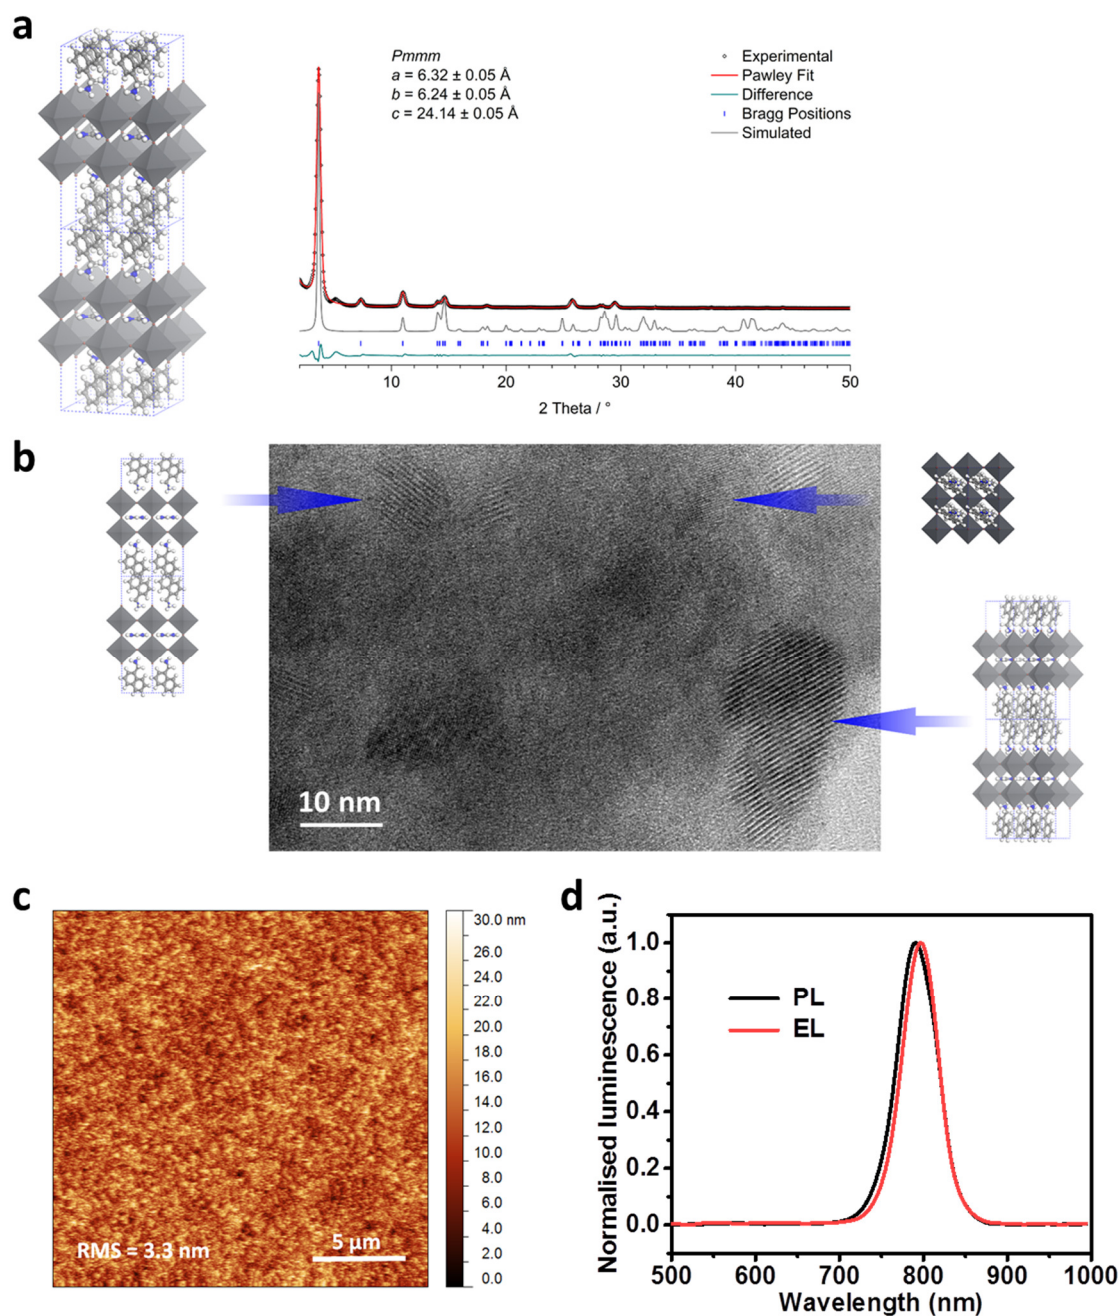 a
Pmmm
a = 6.32 ± 0.05 Å
b = 6.24 ± 0.05 Å
c = 24.14 ± 0.05 Å
Experimental
Pawley Fit
Difference
Bragg Positions
Simulated
10 20 30 40 50
2 Theta / °
b
10 nm
c
30.0 nm
26.0
24.0
22.0
20.0
18.0
16.0
14.0
12.0
10.0
8.0
6.0
4.0
2.0
0.0
RMS = 3.3 nm
5 µm
d
Normalised luminescence (a.u.)
1.0
0.8
0.6
0.4
0.2
0.0
PL
EL
500 600 700 800 900 1000
Wavelength (nm)